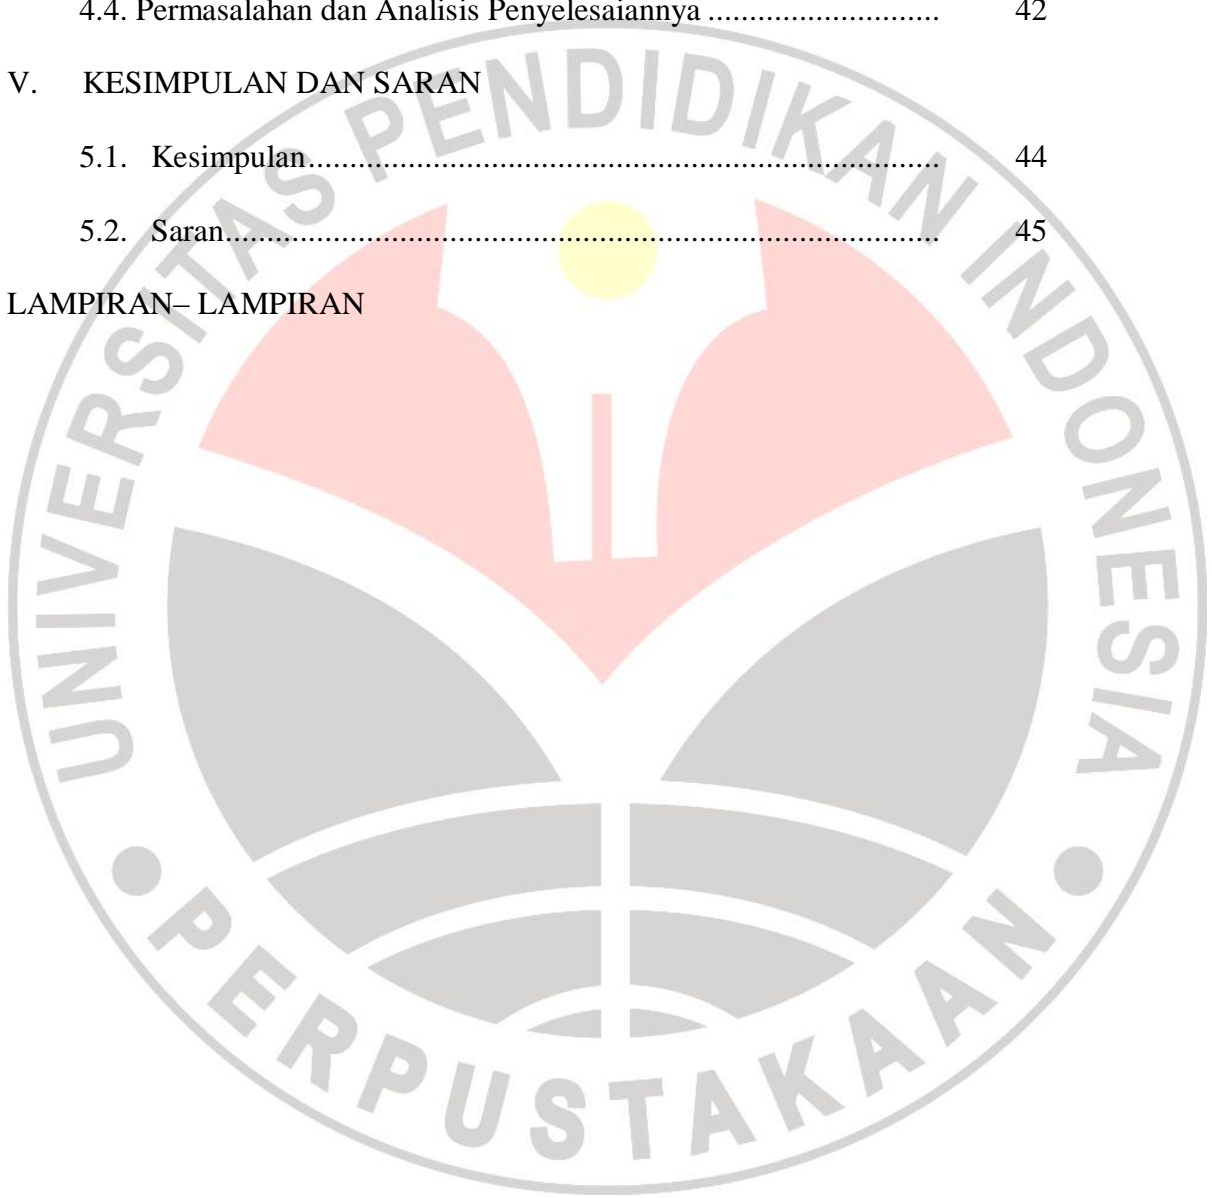 4.4. Permasalahan dan Analisis Penyelesaiannya ........................... 42
V. KESIMPULAN DAN SARAN
5.1. Kesimpulan.......................................................................... 44
5.2. Saran.................................................................................... 45
LAMPIRAN– LAMPIRAN
UNIVERSITAS PENDIDIKAN INDONESIA
PERPUSTAKAAN